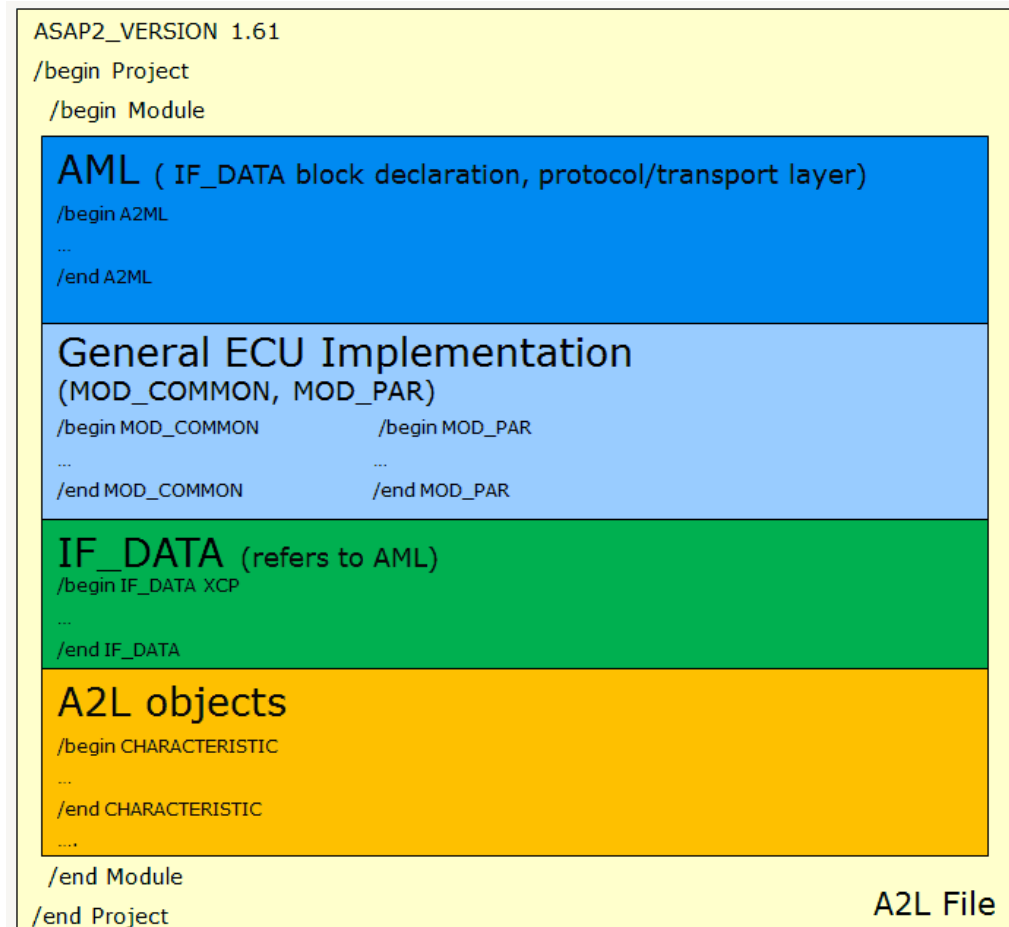 ASAP2_VERSION 1.61
/begin Project
/begin Module
AML ( IF_DATA block declaration, protocol/transport layer)
/begin A2ML
...
/end A2ML
General ECU Implementation
(MOD_COMMON, MOD_PAR)
/begin MOD_COMMON /begin MOD_PAR
... ...
/end MOD_COMMON /end MOD_PAR
IF_DATA (refers to AML)
/begin IF_DATA XCP
...
/end IF_DATA
A2L objects
/begin CHARACTERISTIC
...
/end CHARACTERISTIC
....
/end Module
/end Project
A2L File